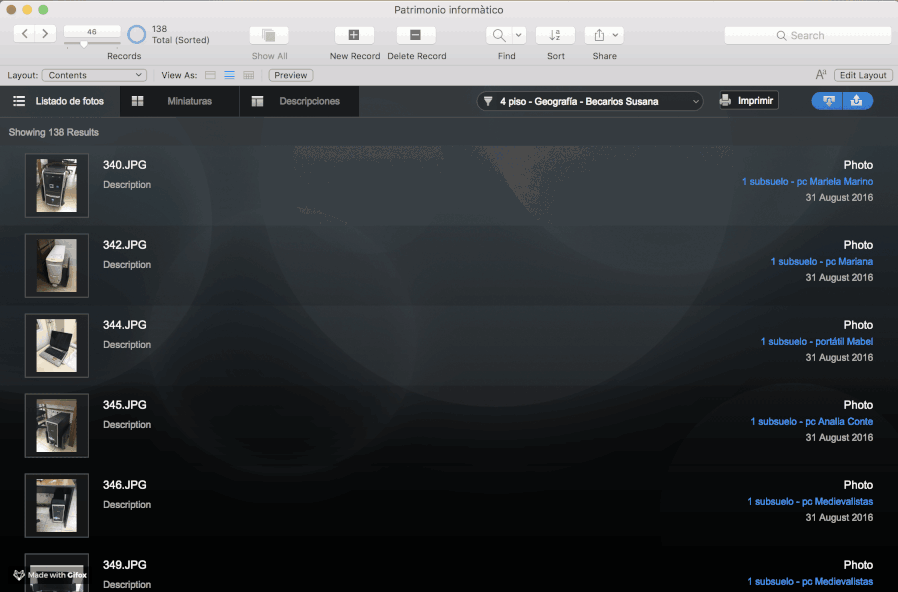 Patrimonio informàtico
46
138
Total (Sorted)
Records
Show All
New Record
Delete Record
Find
Sort
Share
Search
Layout:
Contents
View As:
Preview
Aa
Edit Layout
Listado de fotos
Miniaturas
Descripciones
4 piso - Geografía - Becarios Susana
Imprimir
Showing 138 Results
340.JPG
Photo
Description
1 subsuelo - pc Mariela Marino
31 August 2016
342.JPG
Photo
Description
1 subsuelo - pc Mariana
31 August 2016
344.JPG
Photo
Description
1 subsuelo - portátil Mabel
31 August 2016
345.JPG
Photo
Description
1 subsuelo - pc Analia Conte
31 August 2016
346.JPG
Photo
Description
1 subsuelo - pc Medievalistas
31 August 2016
349.JPG
Photo
Description
1 subsuelo - pc Medievalistas
Made with Gifox